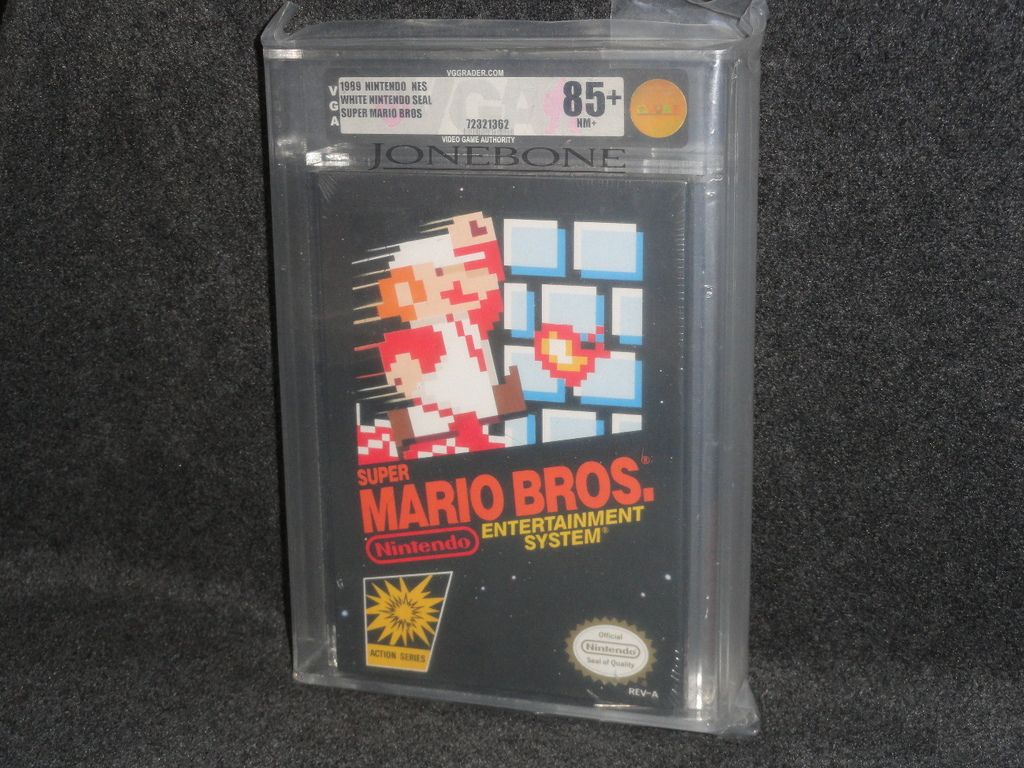 VGGRADER.COM
VGA
1989 NINTENDO NES
WHITE NINTENDO SEAL
SUPER MARIO BROS
72321362
85+
NM+
VIDEO GAME AUTHORITY
JONEBONE
SUPER
MARIO BROS.®
Nintendo
ENTERTAINMENT
SYSTEM®
ACTION SERIES
Official
Nintendo
Seal of Quality
REV-A